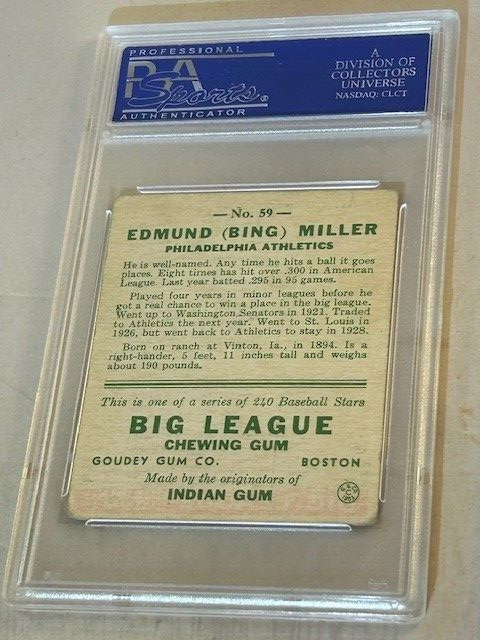 PROFESSIONAL
PSA
Sports®
AUTHENTICATOR
A
DIVISION OF
COLLECTORS
UNIVERSE
NASDAQ: CLCT
— No. 59 —
EDMUND (BING) MILLER
PHILADELPHIA ATHLETICS
He is well-named. Any time he hits a ball it goes
places. Eight times has hit over .300 in American
League. Last year batted .295 in 95 games.
Played four years in minor leagues before he
got a real chance to win a place in the big league.
Went up to Washington Senators in 1921. Traded
to Athletics the next year. Went to St. Louis in
1926, but went back to Athletics to stay in 1928.
Born on ranch at Vinton, Ia., in 1894. Is a
right-hander, 5 feet, 11 inches tall and weighs
about 190 pounds.
This is one of a series of 240 Baseball Stars
BIG LEAGUE
CHEWING GUM
GOUDEY GUM CO. BOSTON
Made by the originators of
INDIAN GUM